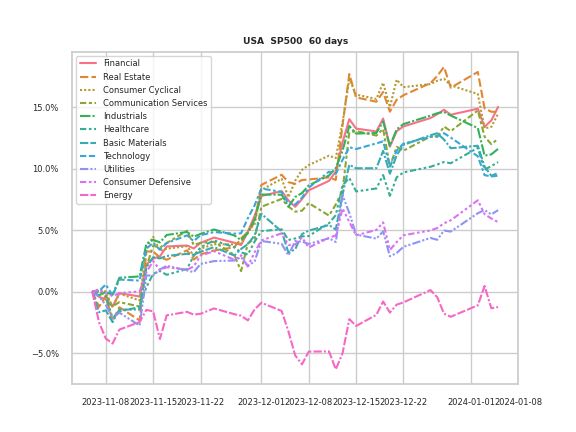 USA SP500 60 days
Financial
Real Estate
Consumer Cyclical
Communication Services
Industrials
Healthcare
Basic Materials
Technology
Utilities
Consumer Defensive
Energy
15.0%
10.0%
5.0%
0.0%
−5.0%
2023-11-08
2023-11-15
2023-11-22
2023-12-01
2023-12-08
2023-12-15
2023-12-22
2024-01-01
2024-01-08